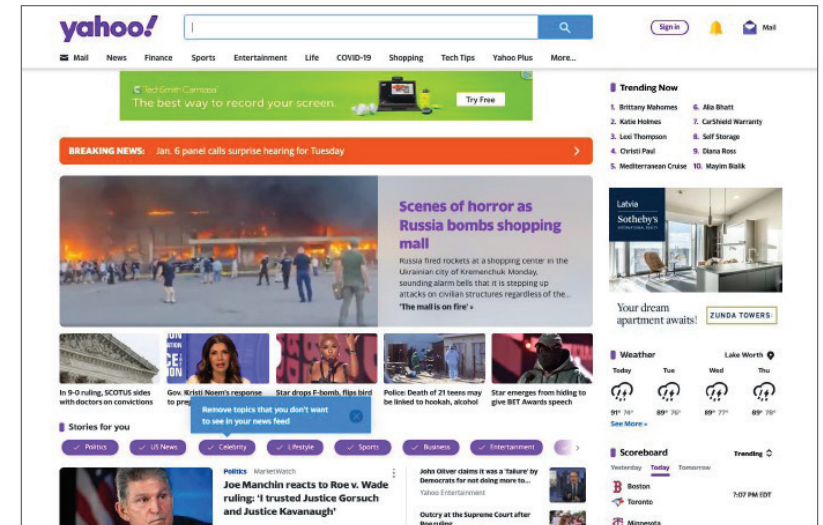 yahoo!
Sign in
Mail
Mail News Finance Sports Entertainment Life COVID-19 Shopping Tech Tips Yahoo Plus More...
TechSmith Camtasia
The best way to record your screen.
Try Free
BREAKING NEWS: Jan. 6 panel calls surprise hearing for Tuesday
Scenes of horror as
Russia bombs shopping
mall
Russia fired rockets at a shopping center in the
Ukrainian city of Kremenchuk Monday,
sounding alarm bells that it is stepping up
attacks on civilian structures regardless of the...
'The mall is on fire' »
In 9-0 ruling, SCOTUS sides
with doctors on convictions
Gov. Kristi Noem's response
to preg
Star drops F-bomb, flips bird
Police: Death of 21 teens may
be linked to hookah, alcohol
Star emerges from hiding to
give BET Awards speech
Remove topics that you don't want
to see in your news feed
Stories for you
Politics US News Celebrity Lifestyle Sports Business Entertainment
Politics MarketWatch
Joe Manchin reacts to Roe v. Wade
ruling: 'I trusted Justice Gorsuch
and Justice Kavanaugh'
John Oliver claims it was a 'failure' by
Democrats for not doing more to...
Yahoo Entertainment
Outcry at the Supreme Court after
Roe ruling
Trending Now
1. Brittany Mahomes
2. Katie Holmes
3. Lexi Thompson
4. Christi Paul
5. Mediterranean Cruise
6. Alia Bhatt
7. CarShield Warranty
8. Self Storage
9. Diana Ross
10. Mayim Bialik
Latvia
Sotheby's
INTERNATIONAL REALTY
Your dream
apartment awaits!
ZUNDA TOWERS
Weather
Lake Worth
Today Tue Wed Thu
91° 74° 89° 76° 89° 77° 89° 78°
See More »
Scoreboard
Trending
Yesterday Today Tomorrow
Boston
Toronto
7:07 PM EDT
Minnesota